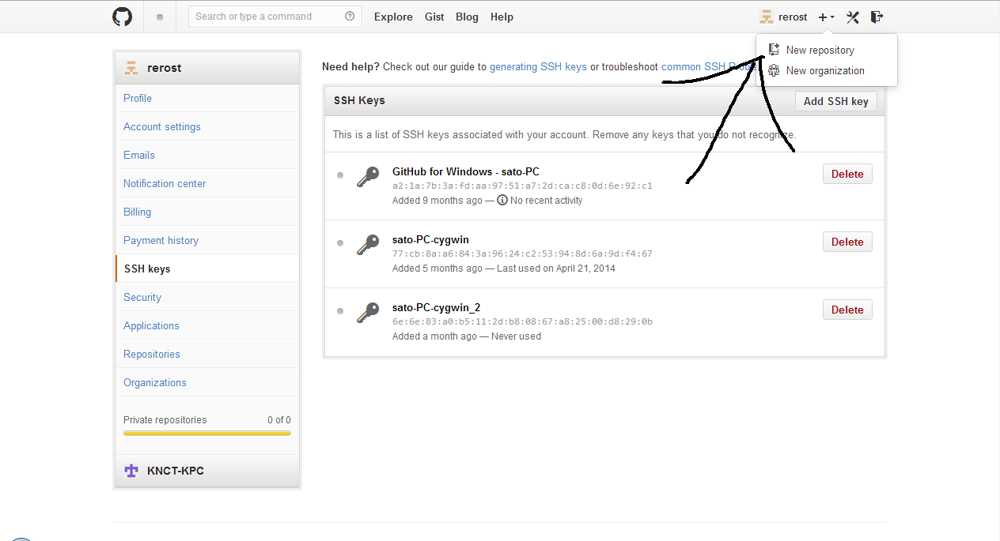 Search or type a command
Explore Gist Blog Help
rerost
New repository
New organization
rerost
Profile
Account settings
Emails
Notification center
Billing
Payment history
SSH keys
Security
Applications
Repositories
Organizations
Private repositories 0 of 0
KNCT-KPC
Need help? Check out our guide to generating SSH keys or troubleshoot common SSH
SSH Keys
Add SSH key
This is a list of SSH keys associated with your account. Remove any keys that you do not recognize.
GitHub for Windows - sato-PC
a2:1a:7b:3a:fd:aa:97:51:a7:2d:ca:c8:0d:6e:92:c1
Added 9 months ago — No recent activity
Delete
sato-PC-cygwin
77:cb:8a:a6:84:3a:96:24:c2:53:94:8d:6a:9d:f4:67
Added 5 months ago — Last used on April 21, 2014
Delete
sato-PC-cygwin_2
6e:6e:83:a0:b5:11:2d:b8:08:67:a8:25:00:d8:29:0b
Added a month ago — Never used
Delete